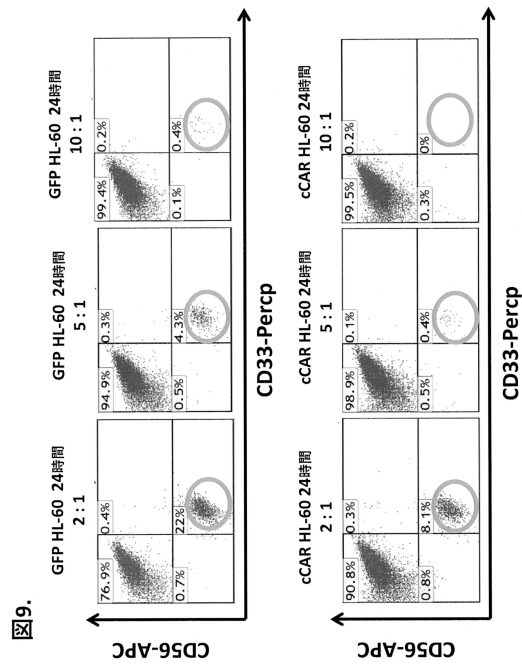 図9.
GFP HL-60 24時間
2 : 1
76.9%
0.4%
0.7%
22%
GFP HL-60 24時間
5 : 1
94.9%
0.3%
0.5%
4.3%
GFP HL-60 24時間
10 : 1
99.4%
0.2%
0.1%
0.4%
CD56-APC
CD33-Percp
cCAR HL-60 24時間
2 : 1
90.8%
0.3%
0.8%
8.1%
cCAR HL-60 24時間
5 : 1
98.9%
0.1%
0.5%
0.4%
cCAR HL-60 24時間
10 : 1
99.5%
0.2%
0.3%
0%
CD56-APC
CD33-Percp